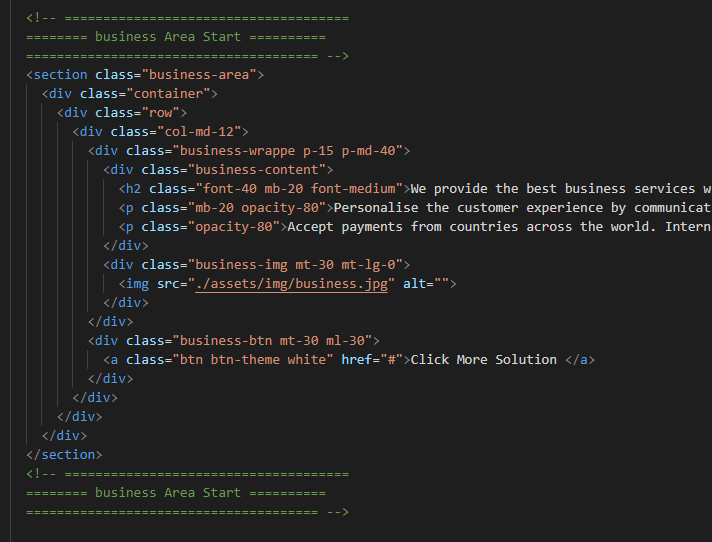 <!-- =====================================
======== business Area Start ==========
====================================== -->
<section class="business-area">
<div class="container">
<div class="row">
<div class="col-md-12">
<div class="business-wrappe p-15 p-md-40">
<div class="business-content">
<h2 class="font-40 mb-20 font-medium">We provide the best business services w
<p class="mb-20 opacity-80">Personalise the customer experience by communicat
<p class="opacity-80">Accept payments from countries across the world. Intern
</div>
<div class="business-img mt-30 mt-lg-0">
<img src="./assets/img/business.jpg" alt="">
</div>
</div>
<div class="business-btn mt-30 ml-30">
<a class="btn btn-theme white" href="#">Click More Solution </a>
</div>
</div>
</div>
</div>
</section>
<!-- =====================================
======== business Area Start ==========
====================================== -->